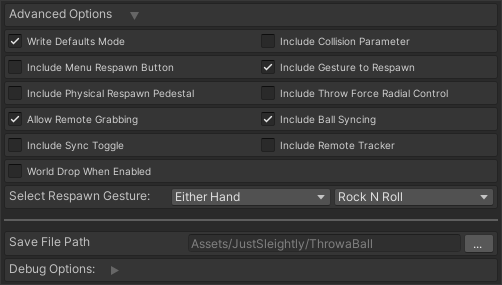 Advanced Options
Write Defaults Mode
Include Collision Parameter
Include Menu Respawn Button
Include Gesture to Respawn
Include Physical Respawn Pedestal
Include Throw Force Radial Control
Allow Remote Grabbing
Include Ball Syncing
Include Sync Toggle
Include Remote Tracker
World Drop When Enabled
Select Respawn Gesture:
Either Hand
Rock N Roll
Save File Path
Assets/JustSleightly/ThrowaBall
...
Debug Options: